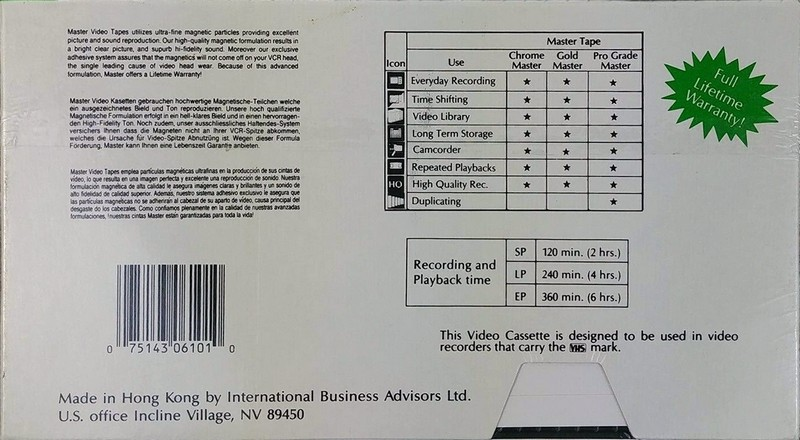 Master Video Tapes utilizes ultra-fine magnetic particles providing excellent
picture and sound reproduction. Our high-quality magnetic formulation results in
a bright clear picture, and supurb hi-fidelity sound. Moreover our exclusive
adhesive system assures that the magnetics will not come off on your VCR head,
the single leading cause of video head wear. Because of this advanced
formulation, Master offers a Lifetime Warranty!
Master Video Kasetten gebrauchen hochwertige Magnetische-Teilchen welche
ein ausgezeichnetes Bield und Ton reproduzieren. Unsere hoch qualifizierte
Magnetische Formulation erfolgt in ein hell-klares Bield und in einen hervorragen-
den High-Fidelity Ton. Noch zudem, unser ausschliessliches Haftendes-System
versichers Ihnen dass die Magneten nicht an Ihrer VCR-Spitze abkommen,
welches die Ursache für Video-Spitze Abnutzüng ist. Wegen dieser Formula
Förderung, Master kann Ihnen eine Lebenszeil Garantie anbieten.
Master Video Tapes emplea partículas magnéticas ultrafinas en la producción de sus cintas de
vídeo, lo que resulta en una imagen perfecta y excelente una reproducción de sonido. Nuestra
formulación magnética de alta calidad le asegura imágenes claras y brillantes y un sonido de
alto fidelidad de calidad superior. Además, nuestro sistema adhesivo exclusivo le asegura que
las partículas magnéticas no se adherirán al cabezal de su aparto de vídeo, causa principal del
desgaste do los cabezales. Como confiamos plenamente en la calidad de nuestras avanzadas
formulaciones, !nuestras cintas Master están garantizadas para toda la vida!
Master Tape
Icon Use Chrome Master Gold Master Pro Grade Master
Everyday Recording ★ ★ ★
Time Shifting ★ ★ ★
Video Library ★ ★ ★
Long Term Storage ★ ★ ★
Camcorder ★ ★ ★
Repeated Playbacks ★ ★ ★
HQ High Quality Rec. ★ ★ ★
Duplicating ★
Full
Lifetime
Warranty!
Recording and
Playback time
SP 120 min. (2 hrs.)
LP 240 min. (4 hrs.)
EP 360 min. (6 hrs.)
This Video Cassette is designed to be used in video
recorders that carry the VHS mark.
0 75143 06101 0
Made in Hong Kong by International Business Advisors Ltd.
U.S. office Incline Village, NV 89450